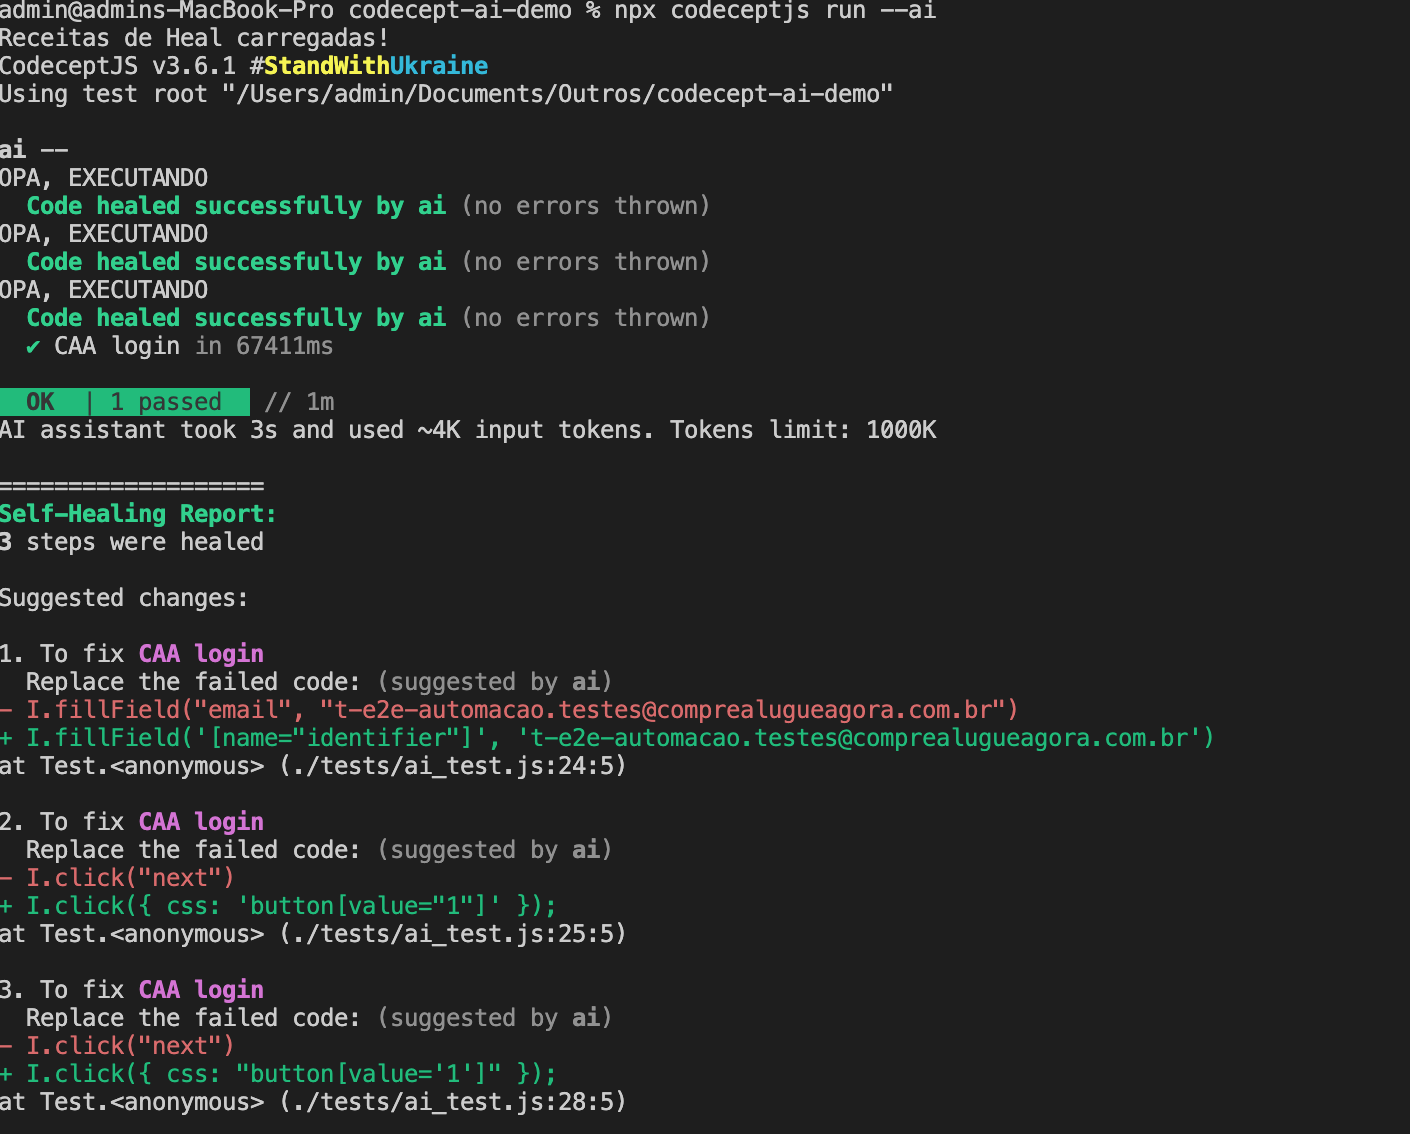 admin@admins-MacBook-Pro codecept-ai-demo % npx codeceptjs run --ai
Receitas de Heal carregadas!
CodeceptJS v3.6.1 #StandWithUkraine
Using test root "/Users/admin/Documents/Outros/codecept-ai-demo"
ai --
OPA, EXECUTANDO
Code healed successfully by ai (no errors thrown)
OPA, EXECUTANDO
Code healed successfully by ai (no errors thrown)
OPA, EXECUTANDO
Code healed successfully by ai (no errors thrown)
✔ CAA login in 67411ms
OK | 1 passed // 1m
AI assistant took 3s and used ~4K input tokens. Tokens limit: 1000K
===================
Self-Healing Report:
3 steps were healed
Suggested changes:
1. To fix CAA login
Replace the failed code: (suggested by ai)
- I.fillField("email", "t-e2e-automacao.testes@comprealugueagora.com.br")
+ I.fillField('[name="identifier"]', 't-e2e-automacao.testes@comprealugueagora.com.br')
at Test.<anonymous> (./tests/ai_test.js:24:5)
2. To fix CAA login
Replace the failed code: (suggested by ai)
- I.click("next")
+ I.click({ css: 'button[value="1"]' });
at Test.<anonymous> (./tests/ai_test.js:25:5)
3. To fix CAA login
Replace the failed code: (suggested by ai)
- I.click("next")
+ I.click({ css: "button[value='1']" });
at Test.<anonymous> (./tests/ai_test.js:28:5)